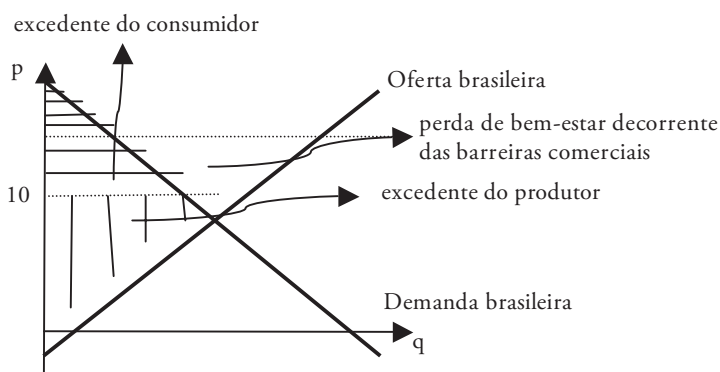 excedente do consumidor
p
Oferta brasileira
perda de bem-estar decorrente
das barreiras comerciais
10
excedente do produtor
Demanda brasileira
q